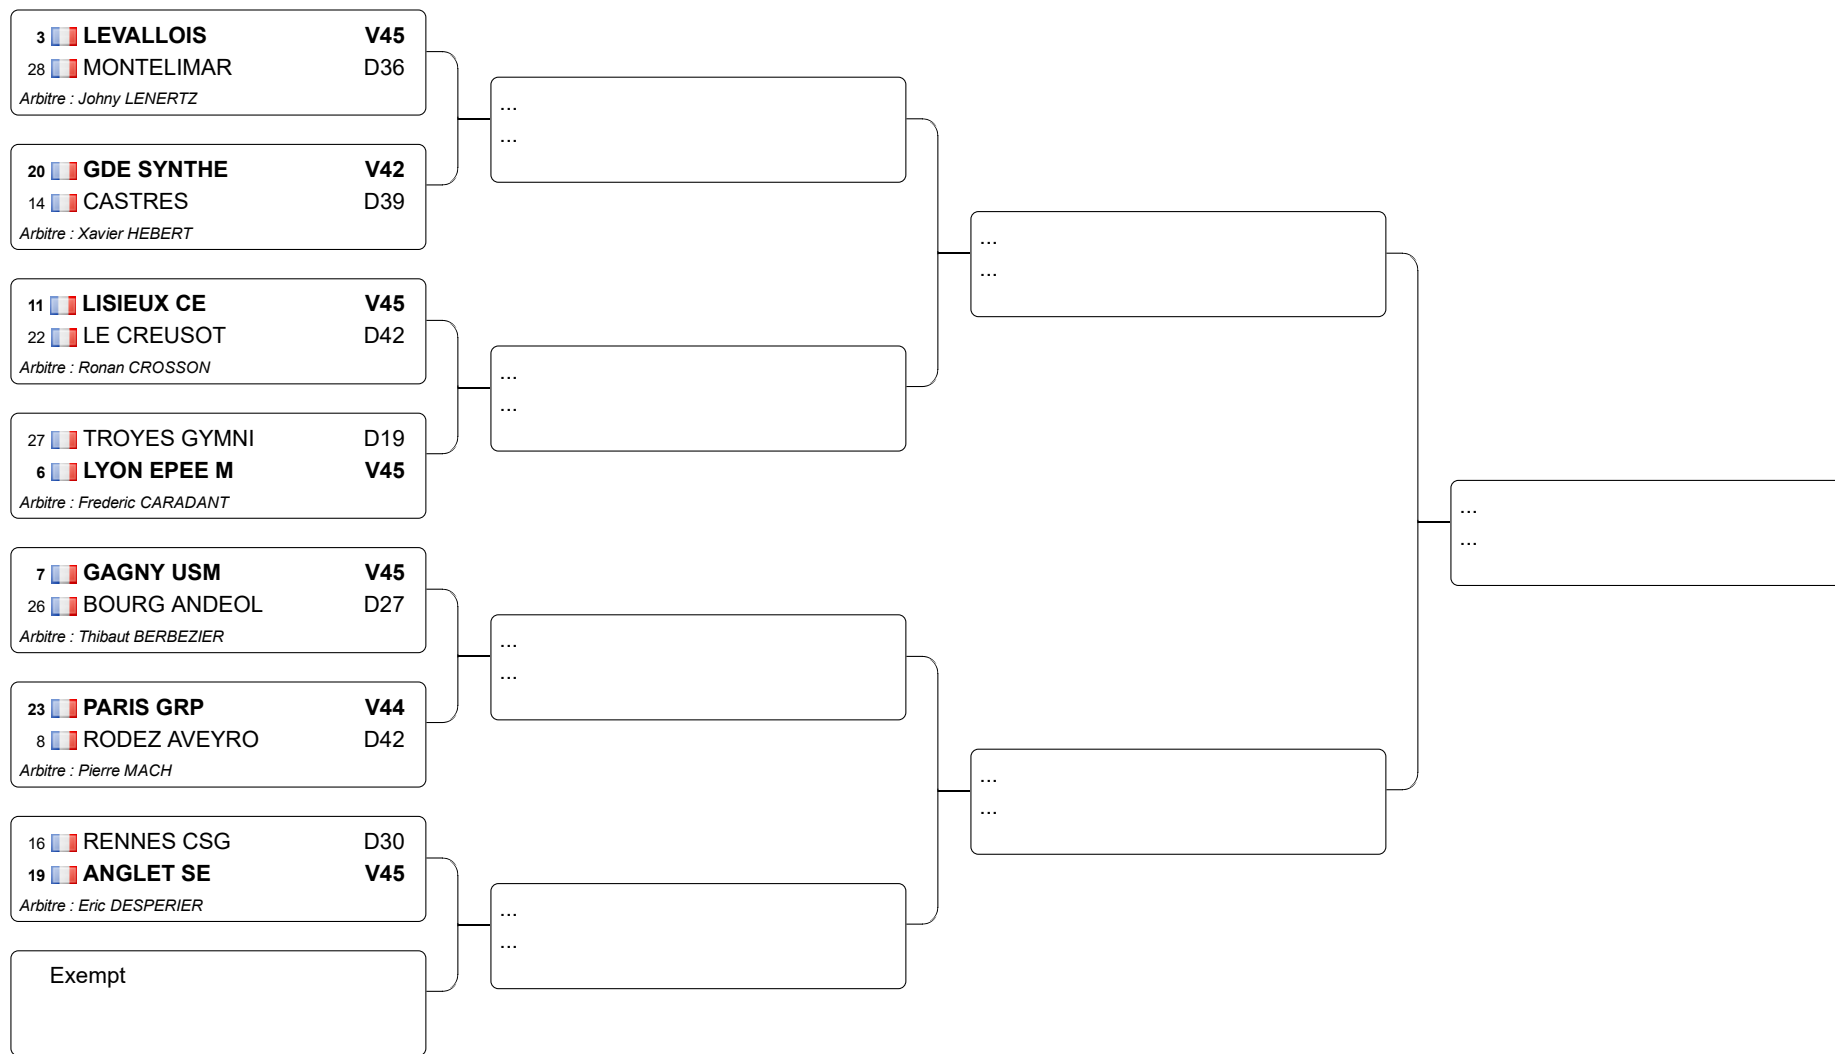 3 LEVALLOIS V45
28 MONTELIMAR D36
Arbitre : Johny LENERTZ
20 GDE SYNTHE V42
14 CASTRES D39
Arbitre : Xavier HEBERT
11 LISIEUX CE V45
22 LE CREUSOT D42
Arbitre : Ronan CROSSON
27 TROYES GYMNI D19
6 LYON EPEE M V45
Arbitre : Frederic CARADANT
7 GAGNY USM V45
26 BOURG ANDEOL D27
Arbitre : Thibaut BERBEZIER
23 PARIS GRP V44
8 RODEZ AVEYRO D42
Arbitre : Pierre MACH
16 RENNES CSG D30
19 ANGLET SE V45
Arbitre : Eric DESPERIER
Exempt
...
...
...
...
...
...
...
...
...
...
...
...
...
...